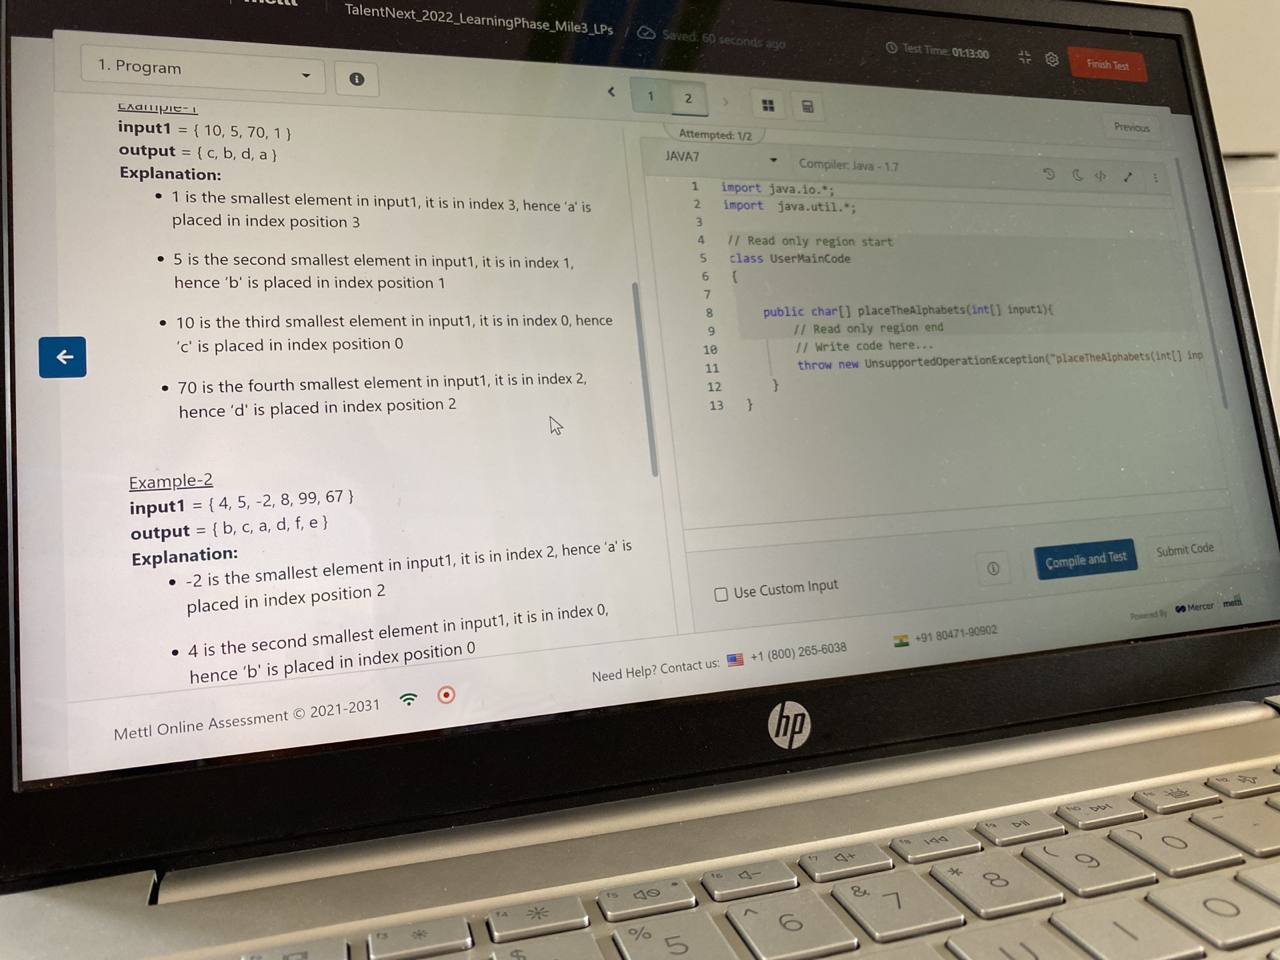 TalentNext_2022_LearningPhase_Mile3_LPs / Saved: 60 seconds ago
Test Time: 01:13:00
Finish Test
1. Program
1
2
Previous
Example-1
input1 = { 10, 5, 70, 1 }
output = { c, b, d, a }
Explanation:
• 1 is the smallest element in input1, it is in index 3, hence 'a' is
placed in index position 3
• 5 is the second smallest element in input1, it is in index 1,
hence 'b' is placed in index position 1
• 10 is the third smallest element in input1, it is in index 0, hence
'c' is placed in index position 0
• 70 is the fourth smallest element in input1, it is in index 2,
hence 'd' is placed in index position 2
Example-2
input1 = { 4, 5, -2, 8, 99, 67 }
output = { b, c, a, d, f, e }
Explanation:
• -2 is the smallest element in input1, it is in index 2, hence 'a' is
placed in index position 2
• 4 is the second smallest element in input1, it is in index 0,
hence 'b' is placed in index position 0
Attempted: 1/2
JAVA7
Compiler: Java - 1.7
1 import java.io.*;
2 import java.util.*;
3
4 // Read only region start
5 class UserMainCode
6 {
7
8 public char[] placeTheAlphabets(int[] input1){
9 // Read only region end
10 // Write code here...
11 throw new UnsupportedOperationException("placeTheAlphabets(int[] inp
12 }
13 }
Use Custom Input
Compile and Test
Submit Code
Powered By Mercer mettl
Need Help? Contact us: +1 (800) 265-6038 +91 80471-90902
Mettl Online Assessment © 2021-2031
hp
% 5
^ 6
& 7
* 8
( 9
) 0
U
I
O